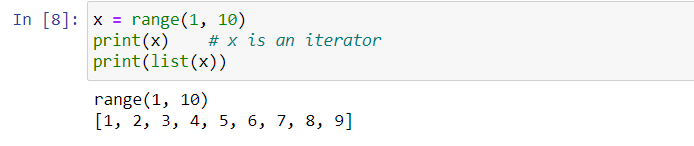 In [8]: x = range(1, 10)
print(x)    # x is an iterator
print(list(x))
range(1, 10)
[1, 2, 3, 4, 5, 6, 7, 8, 9]